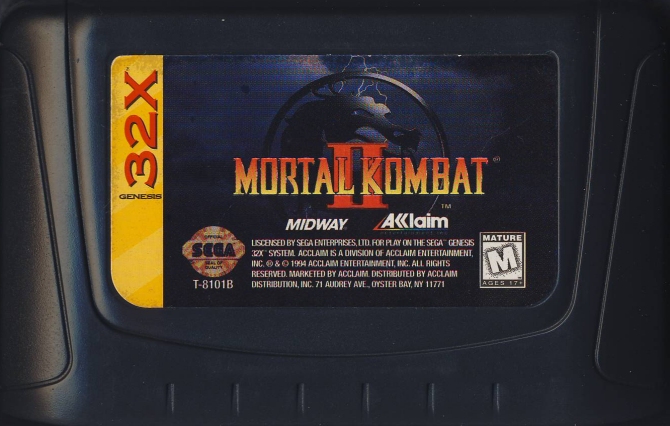 32X
GENESIS
II
MORTAL KOMBAT®
™
MIDWAY
AKKlaim
OFFICIAL
SEGA
SEAL OF
QUALITY
T-8101B
LICENSED BY SEGA ENTERPRISES, LTD. FOR PLAY ON THE SEGA™ GENESIS
32X™ SYSTEM. ACCLAIM IS A DIVISION OF ACCLAIM ENTERTAINMENT,
INC. ® & © 1994 ACCLAIM ENTERTAINMENT, INC. ALL RIGHTS
RESERVED. MARKETED BY ACCLAIM. DISTRIBUTED BY ACCLAIM
DISTRIBUTION, INC. 71 AUDREY AVE., OYSTER BAY, NY 11771
MATURE
M
AGES 17+